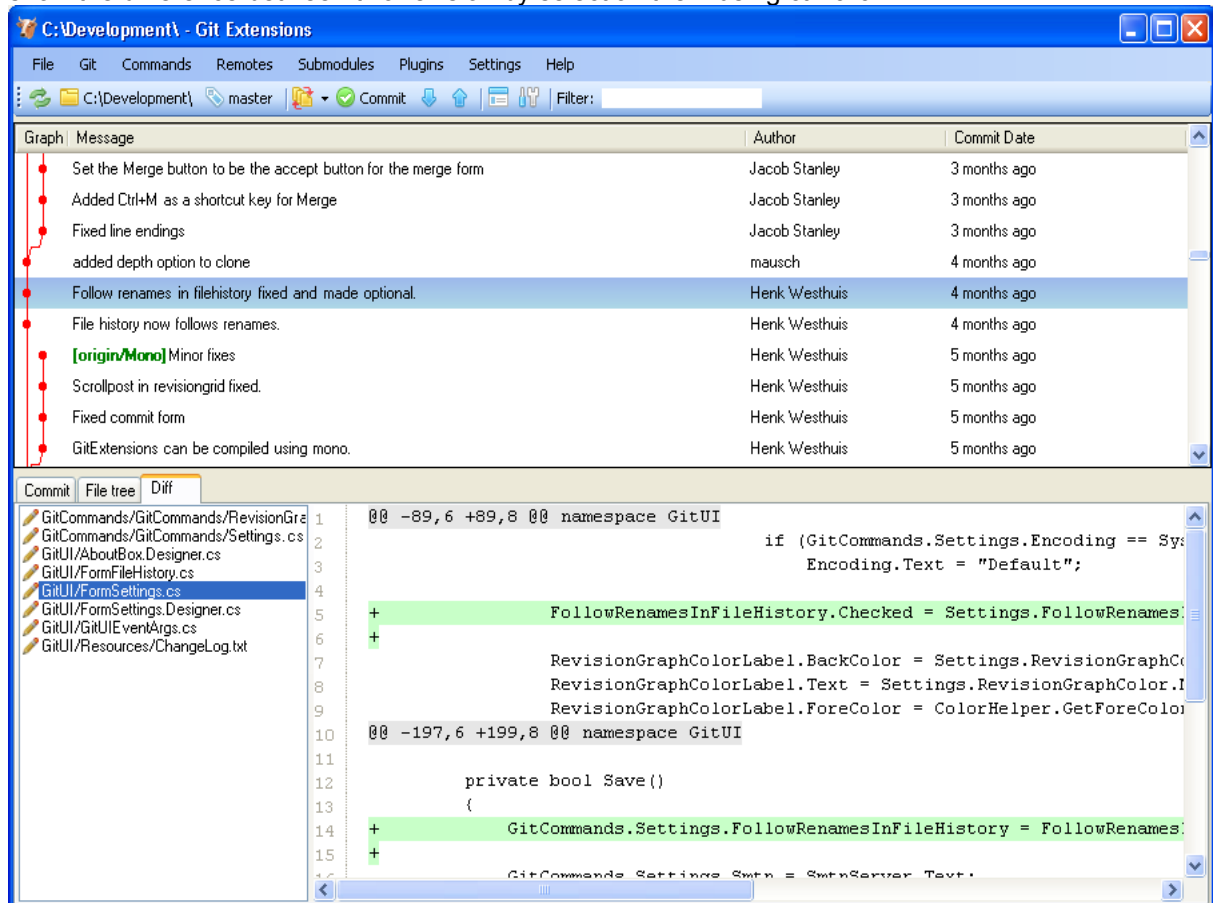 C:\Development\ - Git Extensions
File Git Commands Remotes Submodules Plugins Settings Help
C:\Development\ master Commit Filter:
Graph Message Author Commit Date
Set the Merge button to be the accept button for the merge form Jacob Stanley 3 months ago
Added Ctrl+M as a shortcut key for Merge Jacob Stanley 3 months ago
Fixed line endings Jacob Stanley 3 months ago
added depth option to clone mausch 4 months ago
Follow renames in filehistory fixed and made optional. Henk Westhuis 4 months ago
File history now follows renames. Henk Westhuis 4 months ago
[origin/Mono] Minor fixes Henk Westhuis 5 months ago
Scrollpost in revisiongrid fixed. Henk Westhuis 5 months ago
Fixed commit form Henk Westhuis 5 months ago
GitExtensions can be compiled using mono. Henk Westhuis 5 months ago
Commit File tree Diff
GitCommands/GitCommands/RevisionGra
GitCommands/GitCommands/Settings.cs
GitUI/AboutBox.Designer.cs
GitUI/FormFileHistory.cs
GitUI/FormSettings.cs
GitUI/FormSettings.Designer.cs
GitUI/GitUIEventArgs.cs
GitUI/Resources/ChangeLog.txt
1 @@ -89,6 +89,8 @@ namespace GitUI
2 if (GitCommands.Settings.Encoding == Sys
3 Encoding.Text = "Default";
4
5 + FollowRenamesInFileHistory.Checked = Settings.FollowRenames
6 +
7 RevisionGraphColorLabel.BackColor = Settings.RevisionGraphCo
8 RevisionGraphColorLabel.Text = Settings.RevisionGraphColor.
9 RevisionGraphColorLabel.ForeColor = ColorHelper.GetForeColor
10 @@ -197,6 +199,8 @@ namespace GitUI
11
12 private bool Save()
13 {
14 + GitCommands.Settings.FollowRenamesInFileHistory = FollowRenames
15 +
GitCommands.Settings.Smtp = SmtpServer.Text;